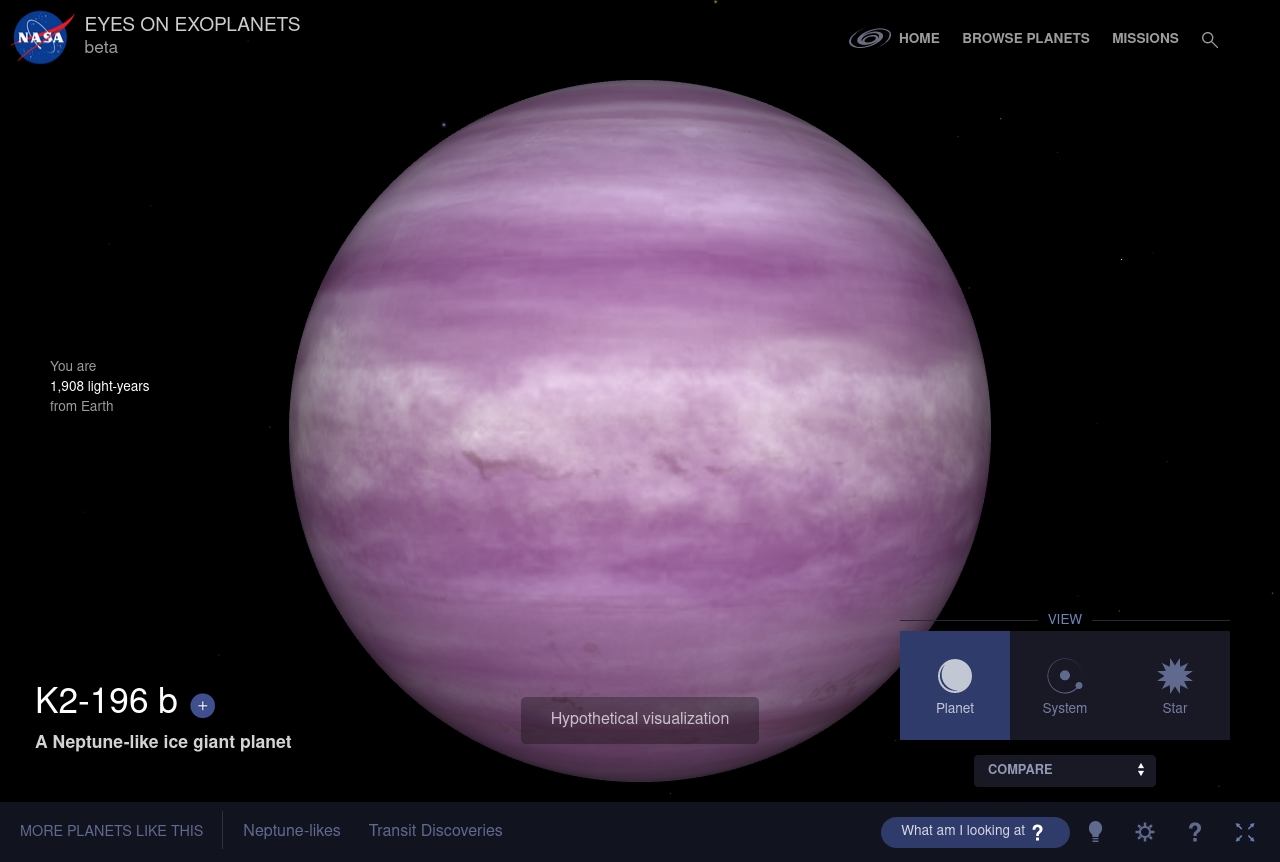 NASA
EYES ON EXOPLANETS
beta
HOME
BROWSE PLANETS
MISSIONS
You are
1,908 light-years
from Earth
VIEW
Planet
System
Star
K2-196 b +
A Neptune-like ice giant planet
Hypothetical visualization
COMPARE
MORE PLANETS LIKE THIS
Neptune-likes
Transit Discoveries
What am I looking at ?
?